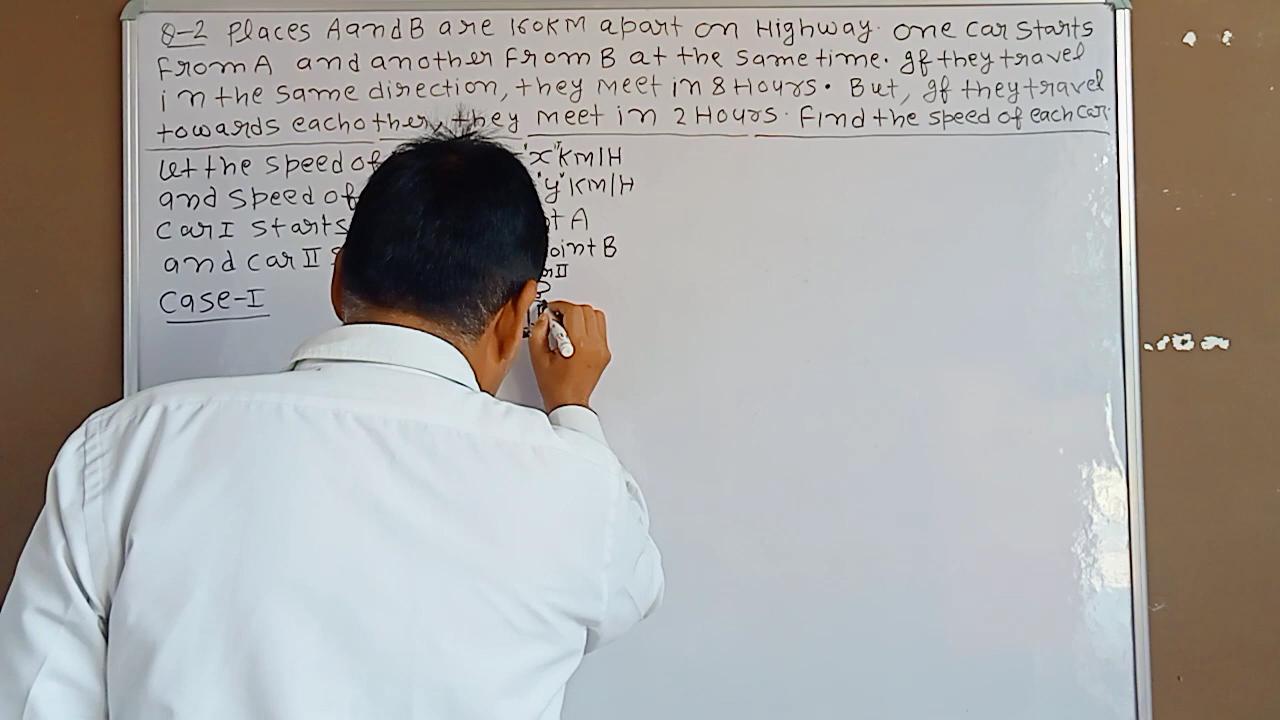 Q-2 Places A and B are 160KM apart on Highway. One car starts
From A and another From B at the same time. If they travel
in the same direction, they meet in 8 Hours. But, If they travel
towards each other, they meet in 2 Hours. Find the speed of each car.
Let the speed of "x" KM/H
and speed of "y" KM/H
Car I starts A
and car II oint B
II
Case-I